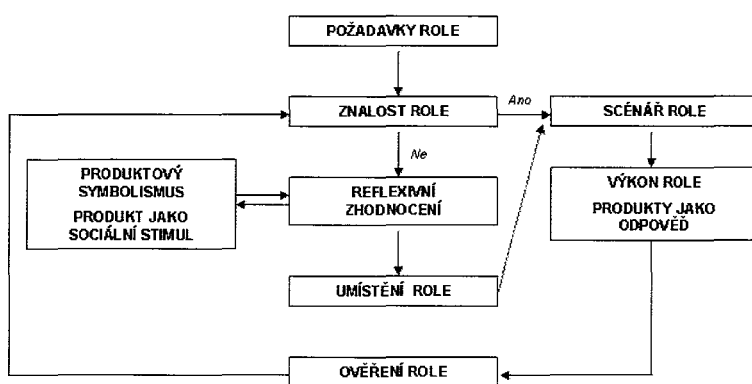 POŽADAVKY ROLE
ZNALOST ROLE
Ano
SCÉNÁŘ ROLE
Ne
PRODUKTOVÝ
SYMBOLISMUS
PRODUKT JAKO
SOCIÁLNÍ STIMUL
REFLEXIVNÍ
ZHODNOCENÍ
VÝKON ROLE
PRODUKTY JAKO
ODPOVĚĎ
UMÍSTĚNÍ ROLE
OVĚŘENÍ ROLE